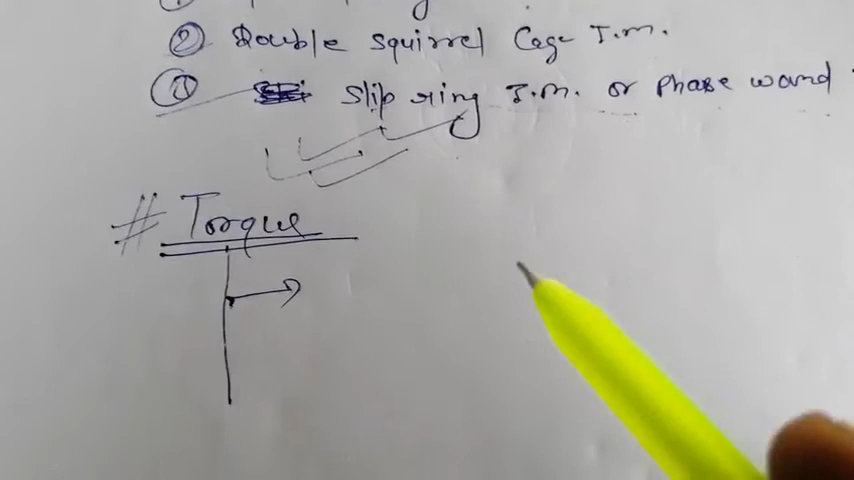 ② Double squirrel Cage I.m.
① Slip ring I.m. or Phase wound
# Torque